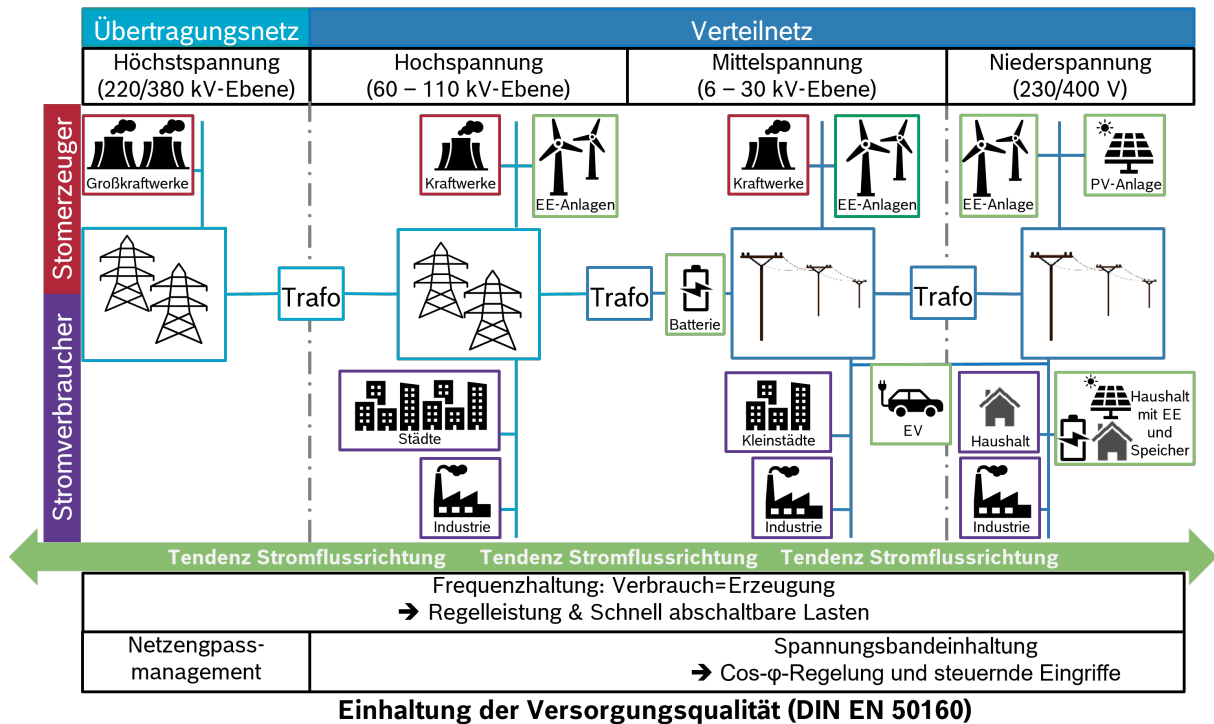 Übertragungsnetz
Verteilnetz
Höchstspannung
(220/380 kV-Ebene)
Hochspannung
(60 – 110 kV-Ebene)
Mittelspannung
(6 – 30 kV-Ebene)
Niederspannung
(230/400 V)
Stomerzeuger
Großkraftwerke
Kraftwerke
EE-Anlagen
Kraftwerke
EE-Anlagen
EE-Anlage
PV-Anlage
Trafo
Trafo
Batterie
Trafo
Stromverbraucher
Städte
Industrie
Kleinstädte
Industrie
EV
Haushalt
Industrie
Haushalt
mit EE
und
Speicher
Tendenz Stromflussrichtung
Tendenz Stromflussrichtung
Tendenz Stromflussrichtung
Frequenzhaltung: Verbrauch=Erzeugung
➔ Regelleistung & Schnell abschaltbare Lasten
Netzengpass-
management
Spannungsbandeinhaltung
➔ Cos-φ-Regelung und steuernde Eingriffe
Einhaltung der Versorgungsqualität (DIN EN 50160)